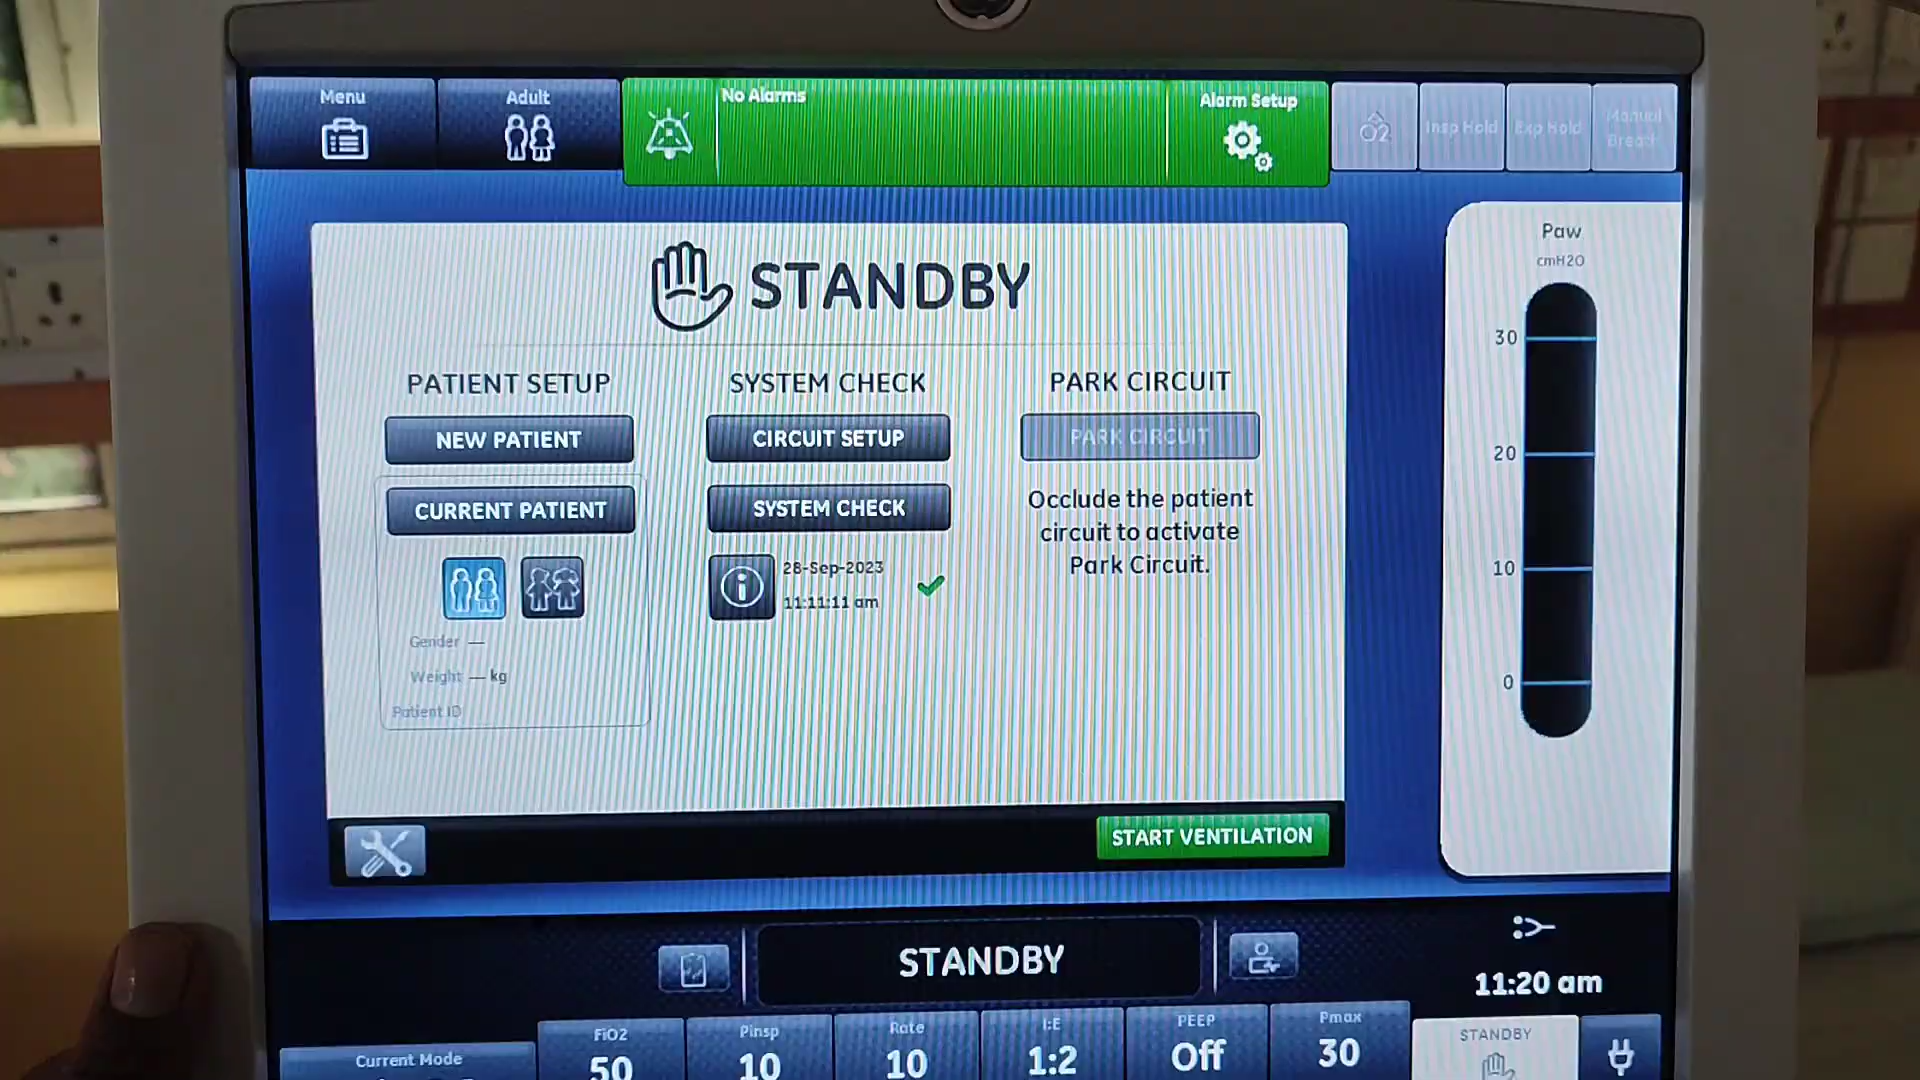 Menu
Adult
No Alarms
Alarm Setup
O2
Insp Hold
Exp Hold
Manual
Breath
STANDBY
PATIENT SETUP
SYSTEM CHECK
PARK CIRCUIT
NEW PATIENT
CIRCUIT SETUP
PARK CIRCUIT
CURRENT PATIENT
SYSTEM CHECK
Occlude the patient
circuit to activate
Park Circuit.
28-Sep-2023
11:11:11 am
Gender —
Weight — kg
Patient ID
START VENTILATION
Paw
cmH2O
30
20
10
0
STANDBY
11:20 am
Current Mode
FiO2
50
Pinsp
10
Rate
10
I:E
1:2
PEEP
Off
Pmax
30
STANDBY